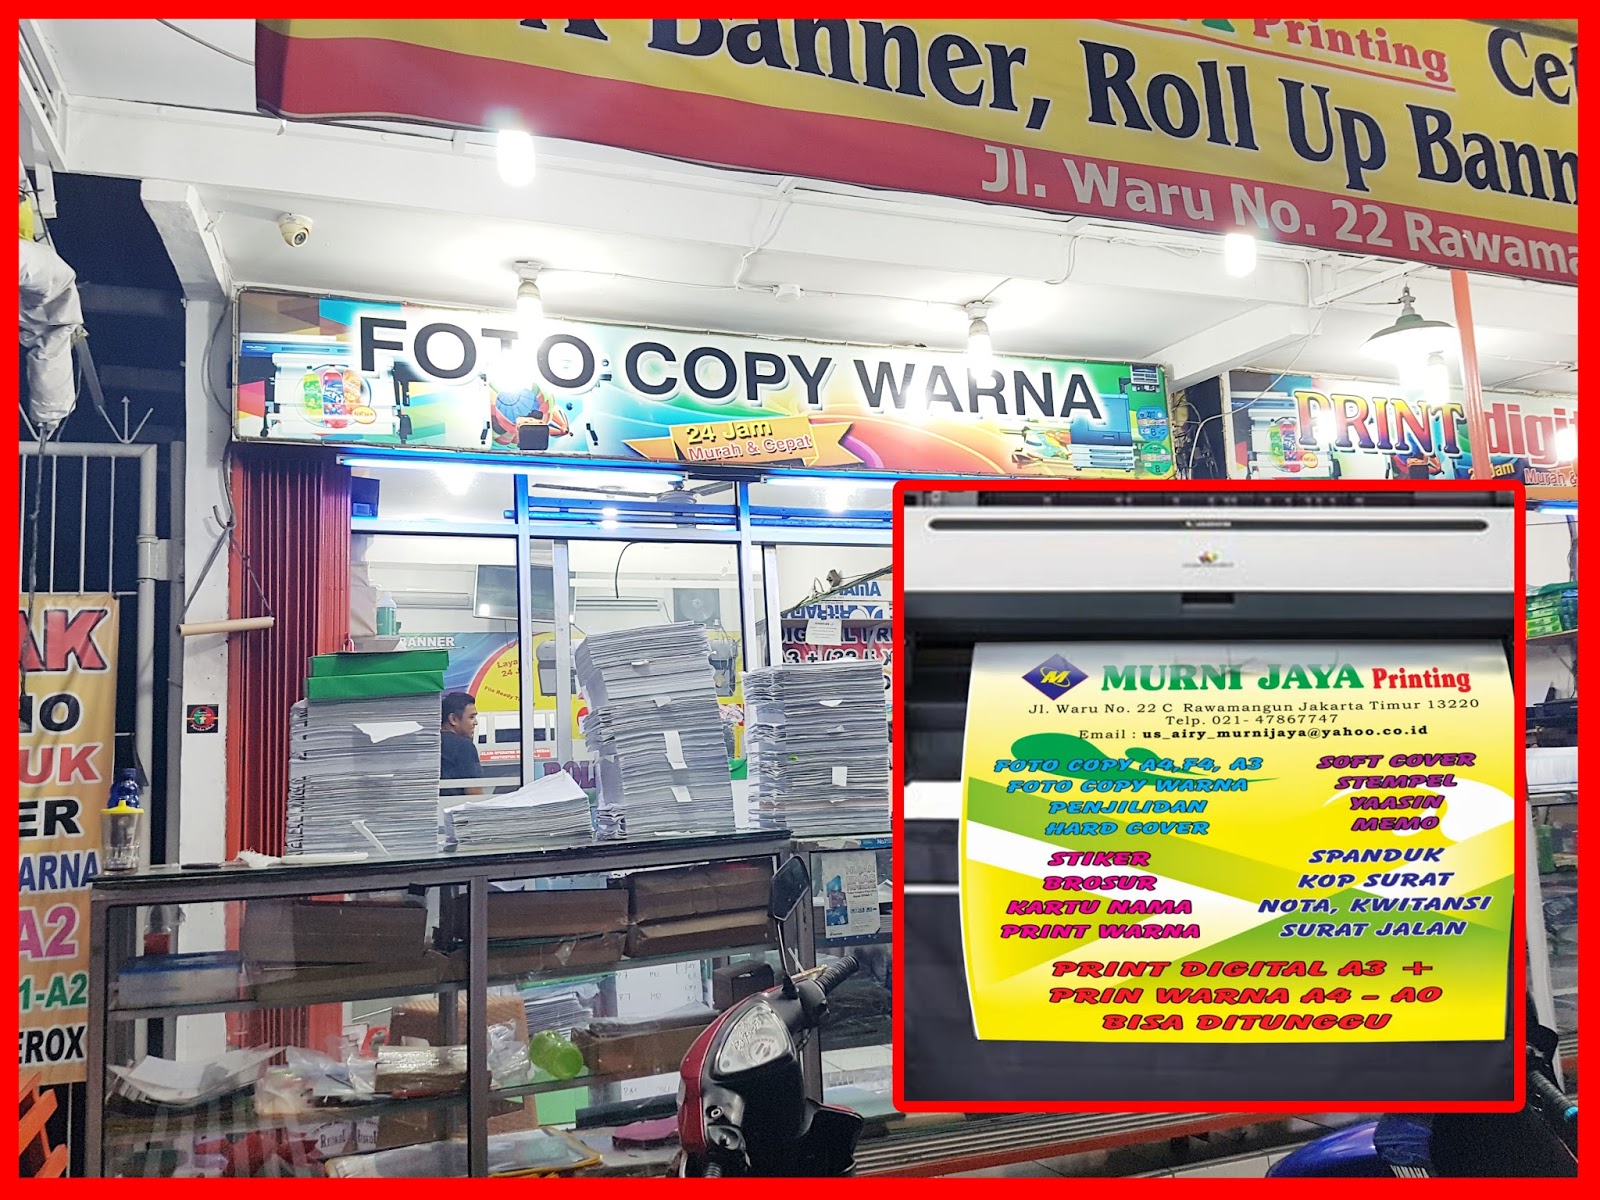 Printing
Banner, Roll Up Bann
Jl. Waru No. 22 Rawama
FOTO COPY WARNA
24 Jam
Murah & Cepat
PRINT digit
Jam
Murah &
BANNER
AK
NO
UK
ER
ARNA
A2
1-A2
EROX
MURNI JAYA Printing
Jl. Waru No. 22 C Rawamangun Jakarta Timur 13220
Telp. 021- 47867747
Email : us_airy_murnijaya@yahoo.co.id
FOTO COPY A4,F4, A3
FOTO COPY WARNA
PENJILIDAN
HARD COVER
SOFT COVER
STEMPEL
YAASIN
MEMO
STIKER
BROSUR
KARTU NAMA
PRINT WARNA
SPANDUK
KOP SURAT
NOTA, KWITANSI
SURAT JALAN
PRINT DIGITAL A3 +
PRIN WARNA A4 - A0
BISA DITUNGGU
YAMAHA